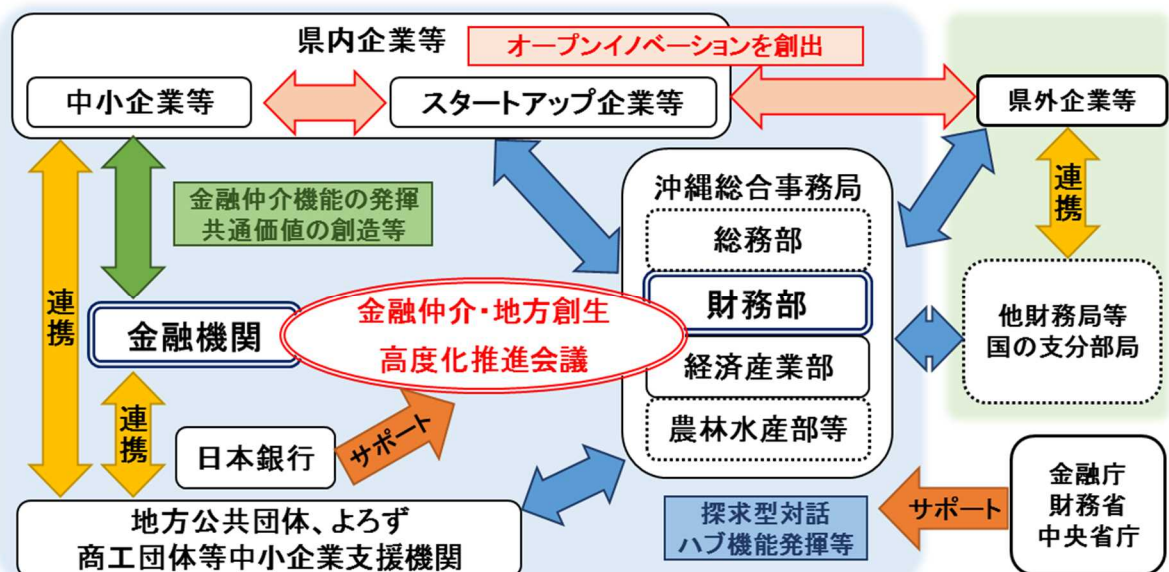 県内企業等
オープンイノベーションを創出
中小企業等
スタートアップ企業等
県外企業等
金融仲介機能の発揮
共通価値の創造等
沖縄総合事務局
総務部
財務部
経済産業部
農林水産部等
連携
連携
金融機関
金融仲介・地方創生
高度化推進会議
他財務局等
国の支分部局
連携
日本銀行
サポート
地方公共団体、よろず
商工団体等中小企業支援機関
探求型対話
ハブ機能発揮等
サポート
金融庁
財務省
中央省庁